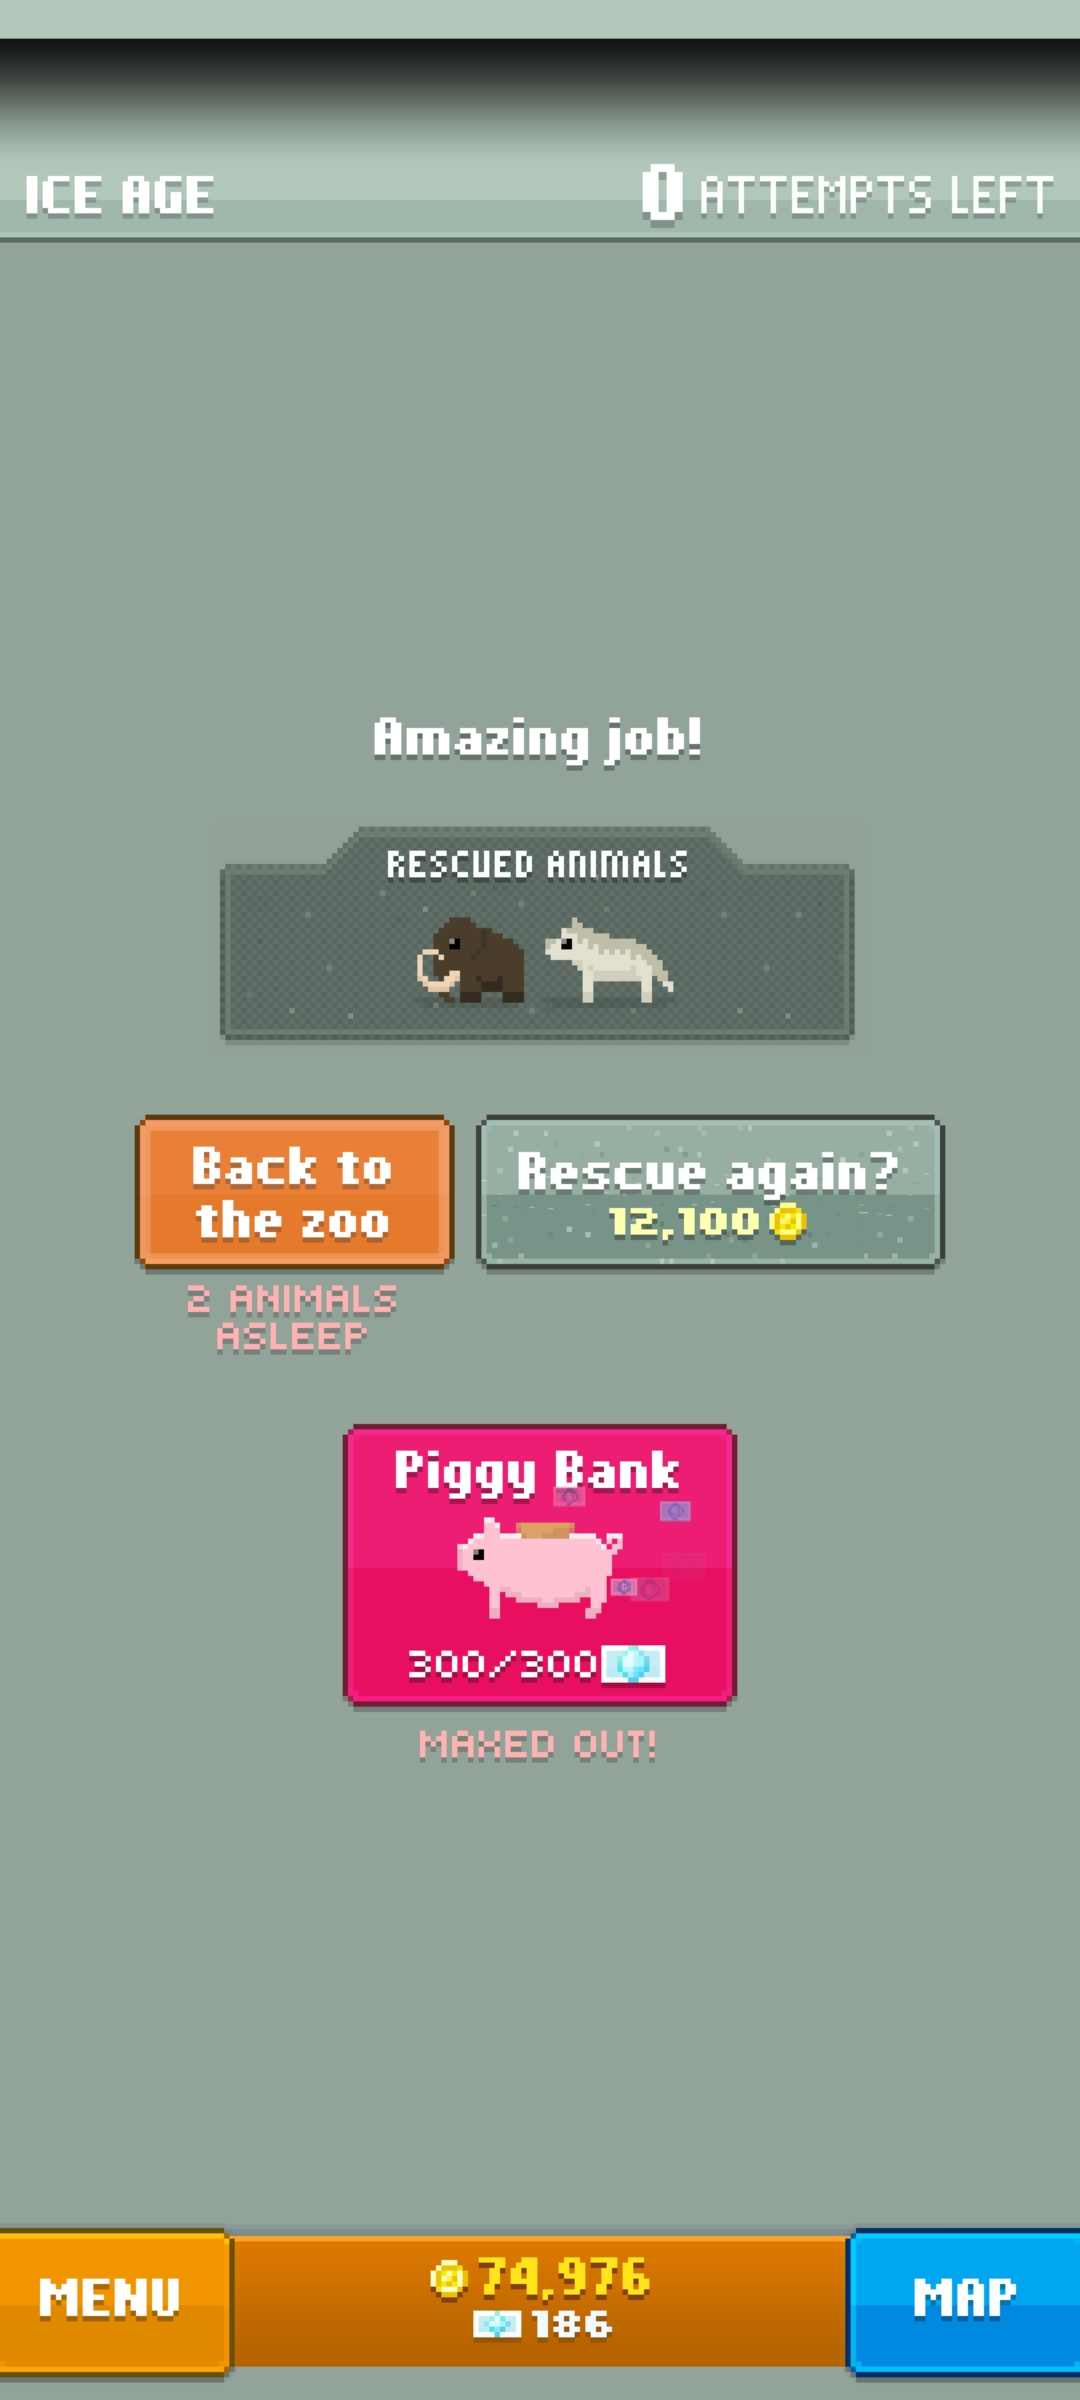 ICE AGE
0 ATTEMPTS LEFT
Amazing job!
RESCUED ANIMALS
Back to
the zoo
Rescue again?
12,100
2 ANIMALS
ASLEEP
Piggy Bank
300/300
MAXED OUT!
MENU
74,976
186
MAP